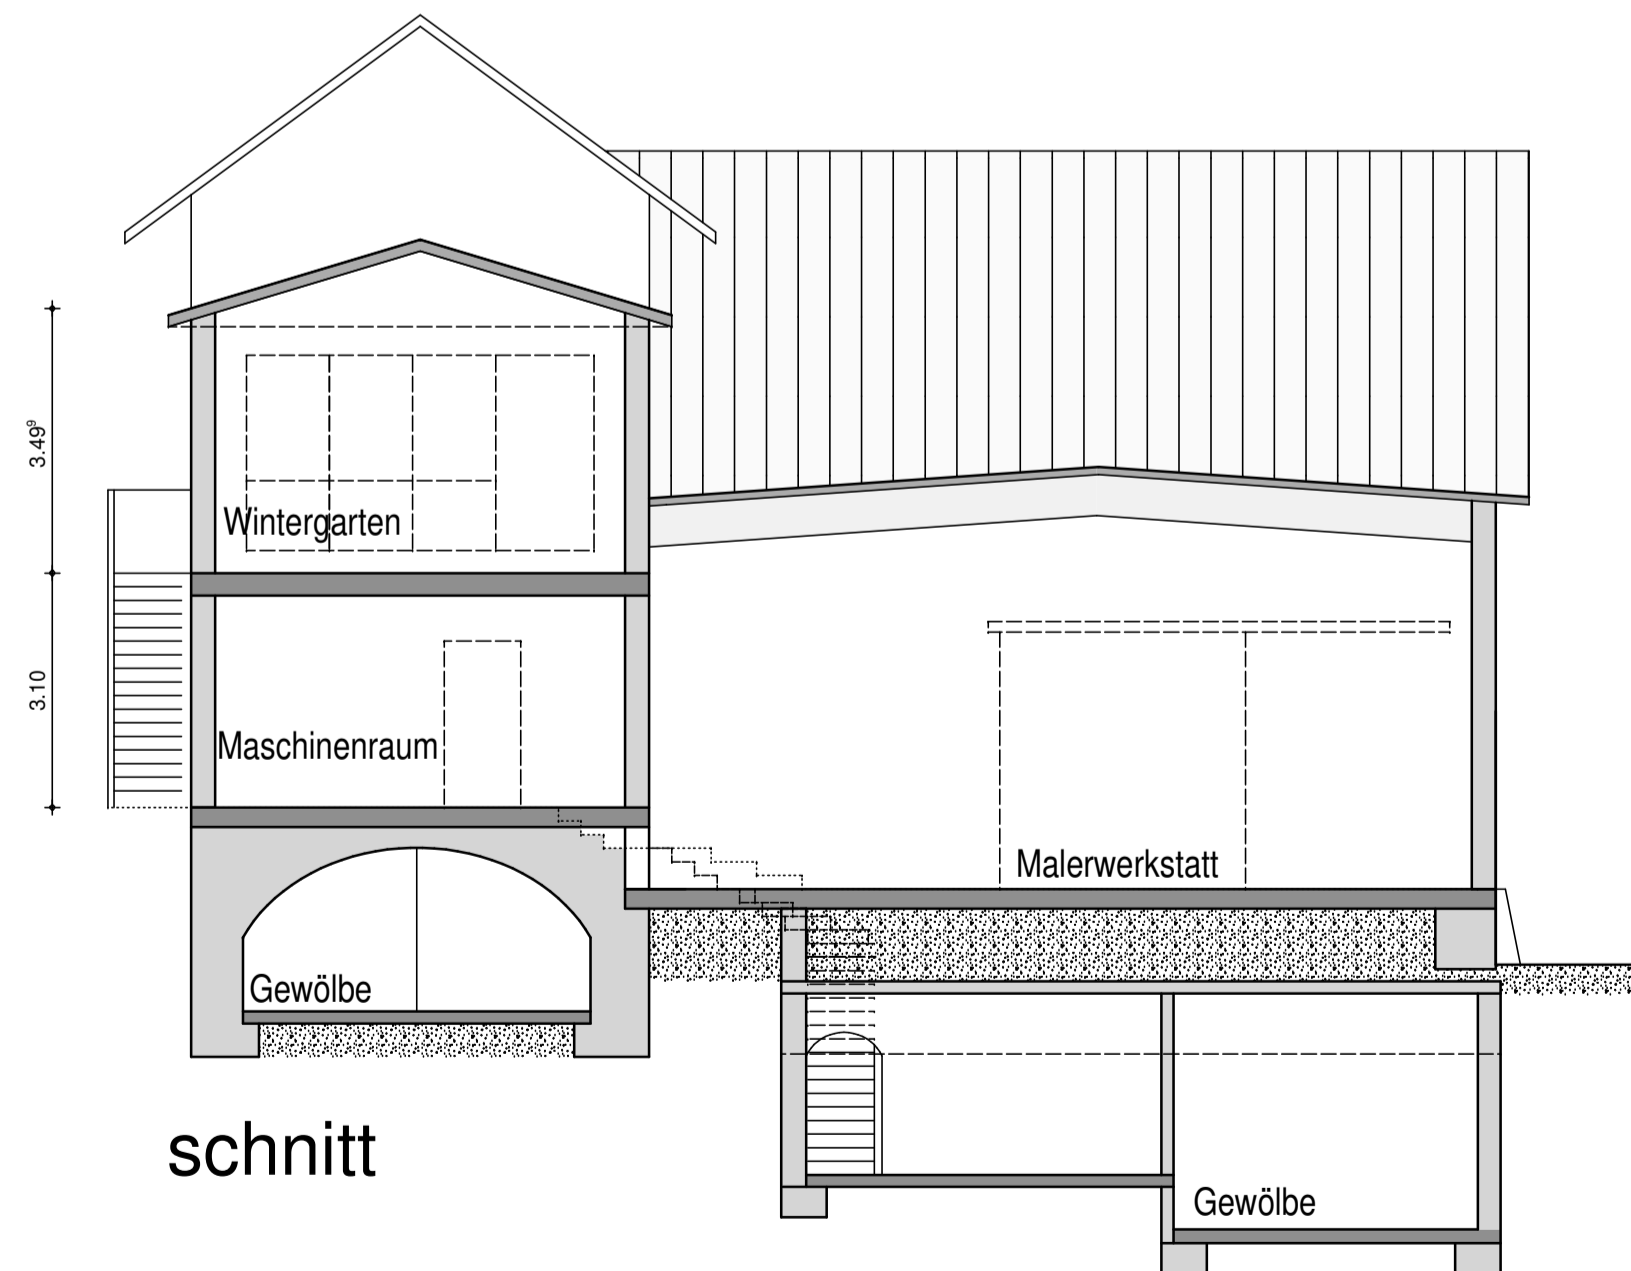 3.49⁹
Wintergarten
3.10
Maschinenraum
Malerwerkstatt
Gewölbe
schnitt
Gewölbe